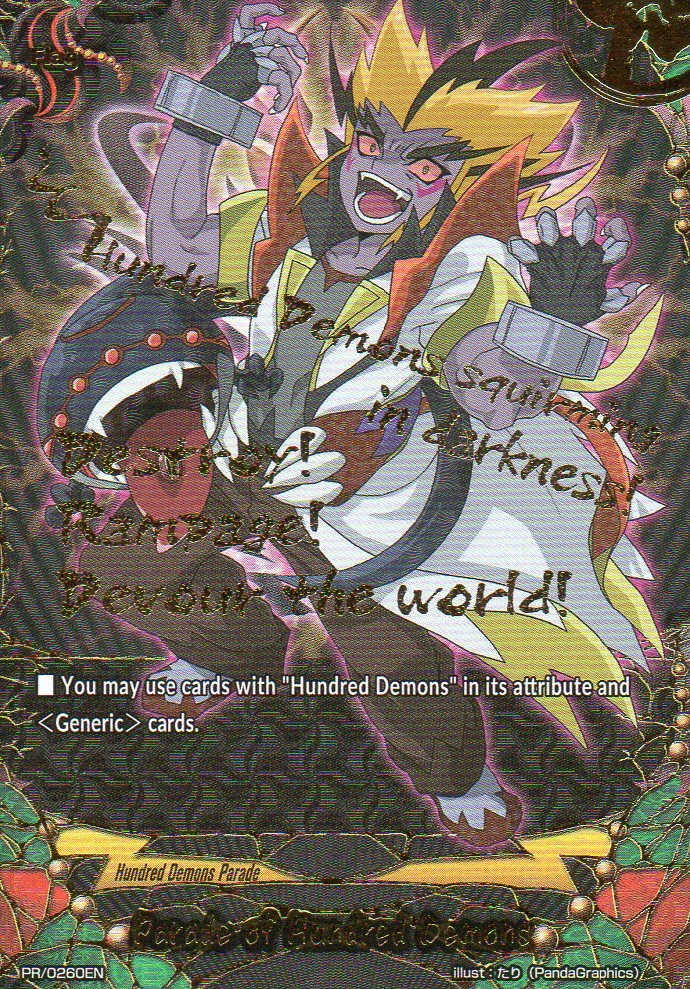 Flag
Hundred Demons squirming
in darkness!
Destroy!
Rampage!
Devour the world!
■ You may use cards with "Hundred Demons" in its attribute and
＜Generic＞ cards.
Hundred Demons Parade
Parade of Hundred Demons
PR/0260EN
illust：たり (PandaGraphics)